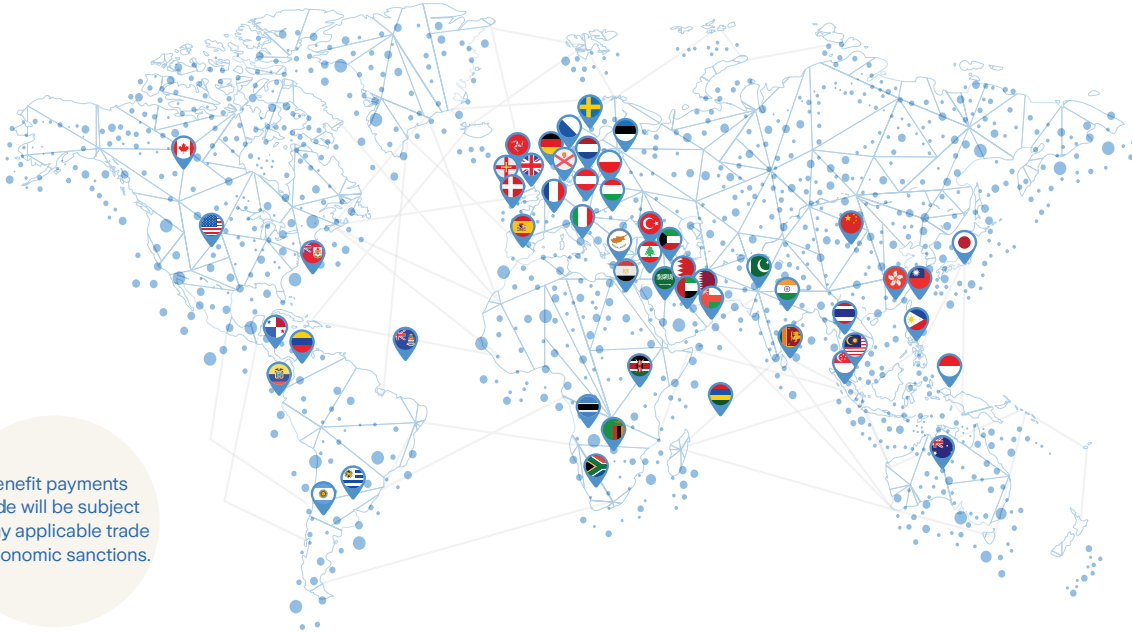 enefit payments
de will be subject
y applicable trade
onomic sanctions.